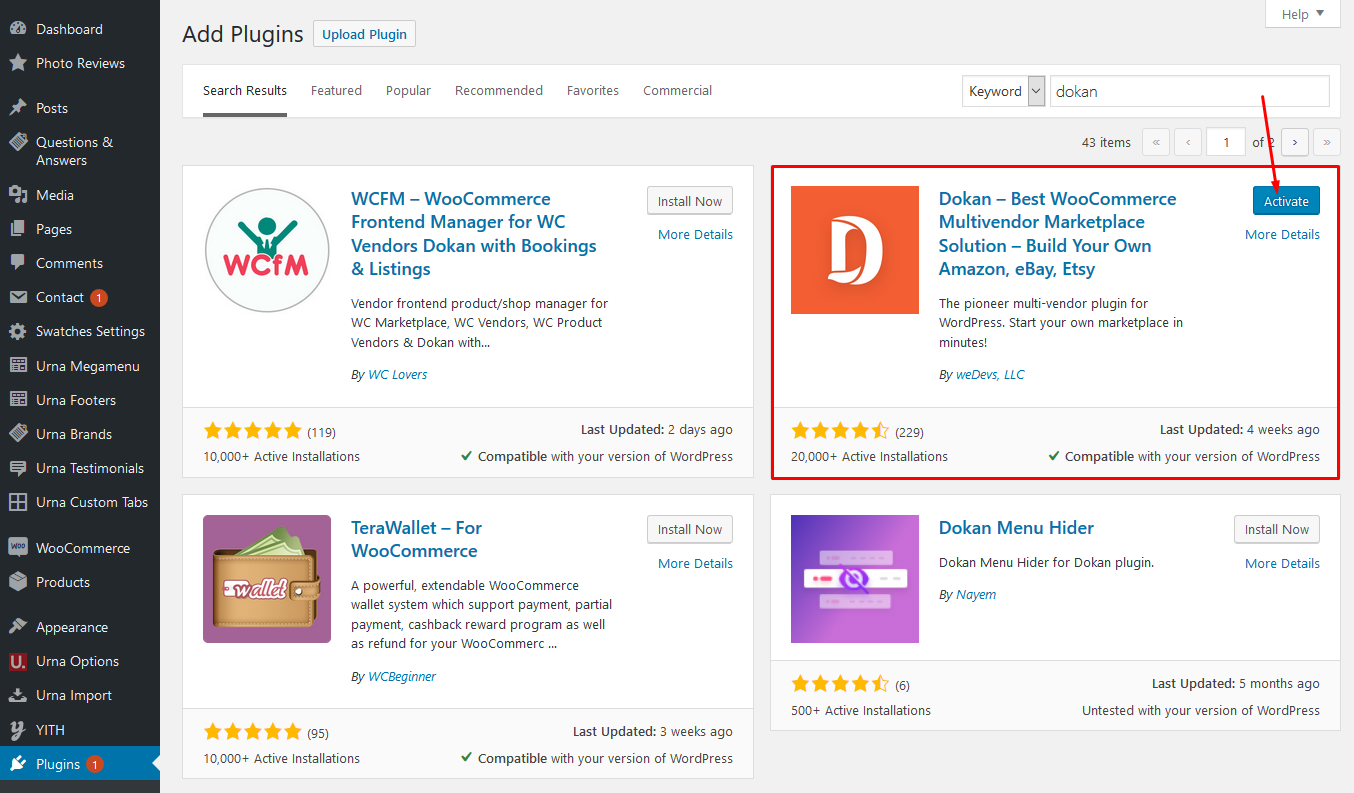 Dashboard
Photo Reviews
Posts
Questions &
Answers
Media
Pages
Comments
Contact 1
Swatches Settings
Urna Megamenu
Urna Footers
Urna Brands
Urna Testimonials
Urna Custom Tabs
WOO WooCommerce
Products
Appearance
U. Urna Options
Urna Import
y YITH
Plugins 1
Help
Add Plugins Upload Plugin
Search Results Featured Popular Recommended Favorites Commercial Keyword dokan
43 items « ‹ 1 of 2 › »
WCFM
WCFM – WooCommerce
Frontend Manager for WC
Vendors Dokan with Bookings
& Listings
Install Now
More Details
Vendor frontend product/shop manager for
WC Marketplace, WC Vendors, WC Product
Vendors & Dokan with...
By WC Lovers
(119)
Last Updated: 2 days ago
10,000+ Active Installations
Compatible with your version of WordPress
Dokan – Best WooCommerce
Multivendor Marketplace
Solution – Build Your Own
Amazon, eBay, Etsy
Activate
More Details
The pioneer multi-vendor plugin for
WordPress. Start your own marketplace in
minutes!
By weDevs, LLC
(229)
Last Updated: 4 weeks ago
20,000+ Active Installations
Compatible with your version of WordPress
wallet
TeraWallet – For
WooCommerce
Install Now
More Details
A powerful, extendable WooCommerce
wallet system which support payment, partial
payment, cashback reward program as well
as refund for your WooCommerc ...
By WCBeginner
(95)
Last Updated: 3 weeks ago
10,000+ Active Installations
Compatible with your version of WordPress
Dokan Menu Hider
Install Now
More Details
Dokan Menu Hider for Dokan plugin.
By Nayem
(6)
Last Updated: 5 months ago
500+ Active Installations
Untested with your version of WordPress